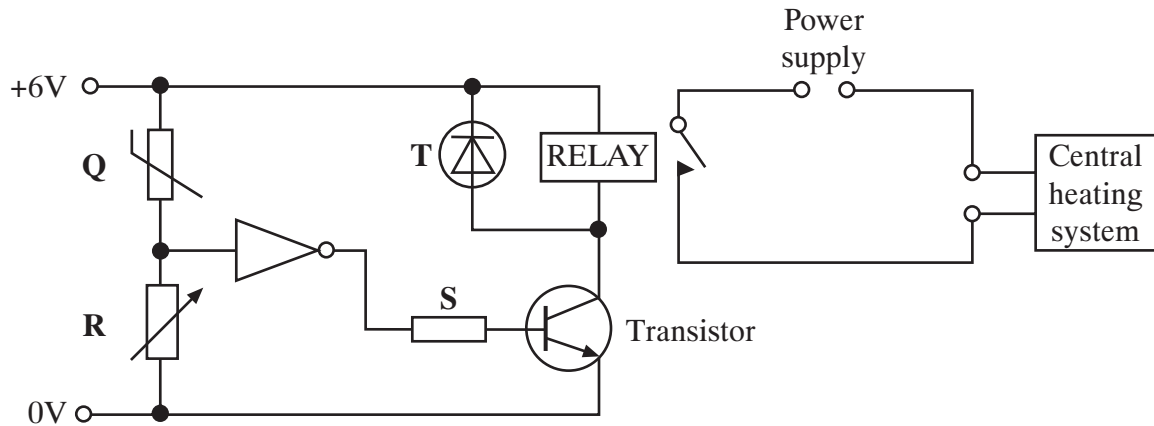 Power
supply
+6V
Q
T
RELAY
Central
heating
system
R
S
Transistor
0V